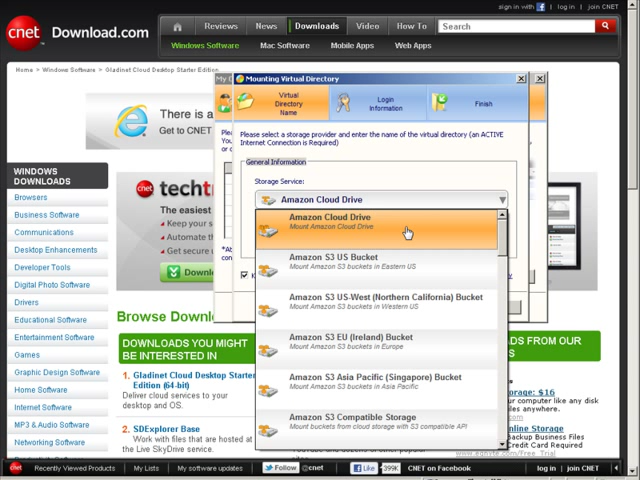 sign in with f | log in | join CNET
cnet Download.com
Reviews News Downloads Video How To Search
Windows Software Mac Software Mobile Apps Web Apps
Home > Windows Software > Gladinet Cloud Desktop Starter Edition
Mounting Virtual Directory
Virtual Directory Name
Login Information
Finish
There is a
Get to CNET
Please select a storage provider and enter the name of the virtual directory (an ACTIVE
Internet Connection is Required)
General Information
Storage Service:
Amazon Cloud Drive
Amazon Cloud Drive
Mount Amazon Cloud Drive
Amazon S3 US Bucket
Mount Amazon S3 buckets in Eastern US
Amazon S3 US-West (Northern California) Bucket
Mount Amazon S3 buckets in Western US
Amazon S3 EU (Ireland) Bucket
Mount Amazon S3 buckets in Europe
Amazon S3 Asia Pacific (Singapore) Bucket
Mount Amazon S3 buckets in Asia Pacific
Amazon S3 Compatible Storage
Mount buckets from cloud storage with S3 compatible API
WINDOWS
DOWNLOADS
Browsers
Business Software
Communications
Desktop Enhancements
Developer Tools
Digital Photo Software
Drivers
Educational Software
Entertainment Software
Games
Graphic Design Software
Home Software
Internet Software
MP3 & Audio Software
Networking Software
cnet techtr
The easiest
Keep your s
Automate th
Get all th
Downl
Browse Downl
DOWNLOADS YOU MIGHT
BE INTERESTED IN
1. Gladinet Cloud Desktop Starter
Edition (64-bit)
Deliver cloud services to your
desktop and OS.
2. SDExplorer Base
Work with files that are hosted at
the Live SkyDrive service.
OADS FROM OUR
Storage: $16
our computer like any disk
files anywhere.
Online Storage
Backup Business Files
Credit Card Required
cnet Recently Viewed Products | My Lists | My software updates Follow @cnet Like 399K CNET on Facebook log in | join CNET